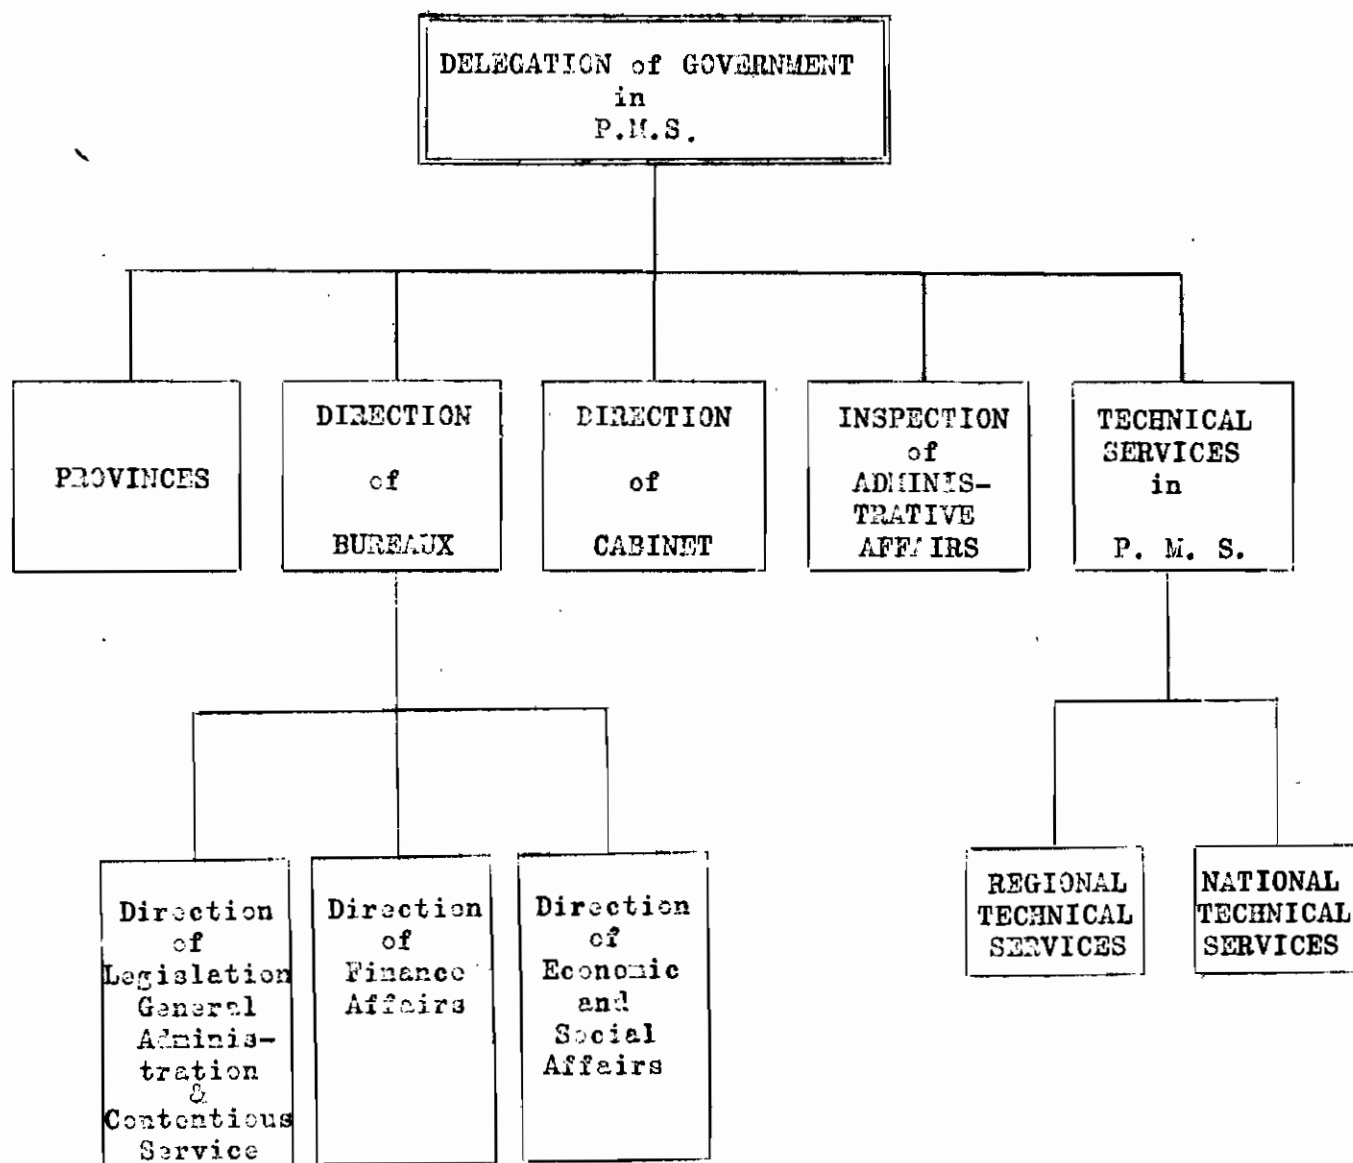 DELEGATION of GOVERNMENT
in
P.M.S.
PROVINCES
DIRECTION
of
BUREAUX
DIRECTION
of
CABINET
INSPECTION
of
ADMINIS-
TRATIVE
AFFAIRS
TECHNICAL
SERVICES
in
P. M. S.
Direction
of
Legislation
General
Adminis-
tration
&
Contentious
Service
Direction
of
Finance
Affairs
Direction
of
Economic
and
Social
Affairs
REGIONAL
TECHNICAL
SERVICES
NATIONAL
TECHNICAL
SERVICES